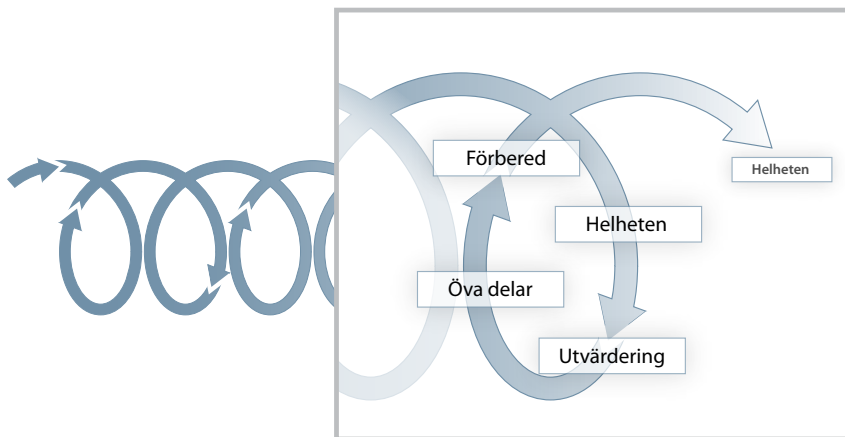 Förbered
Helheten
Helheten
Öva delar
Utvärdering